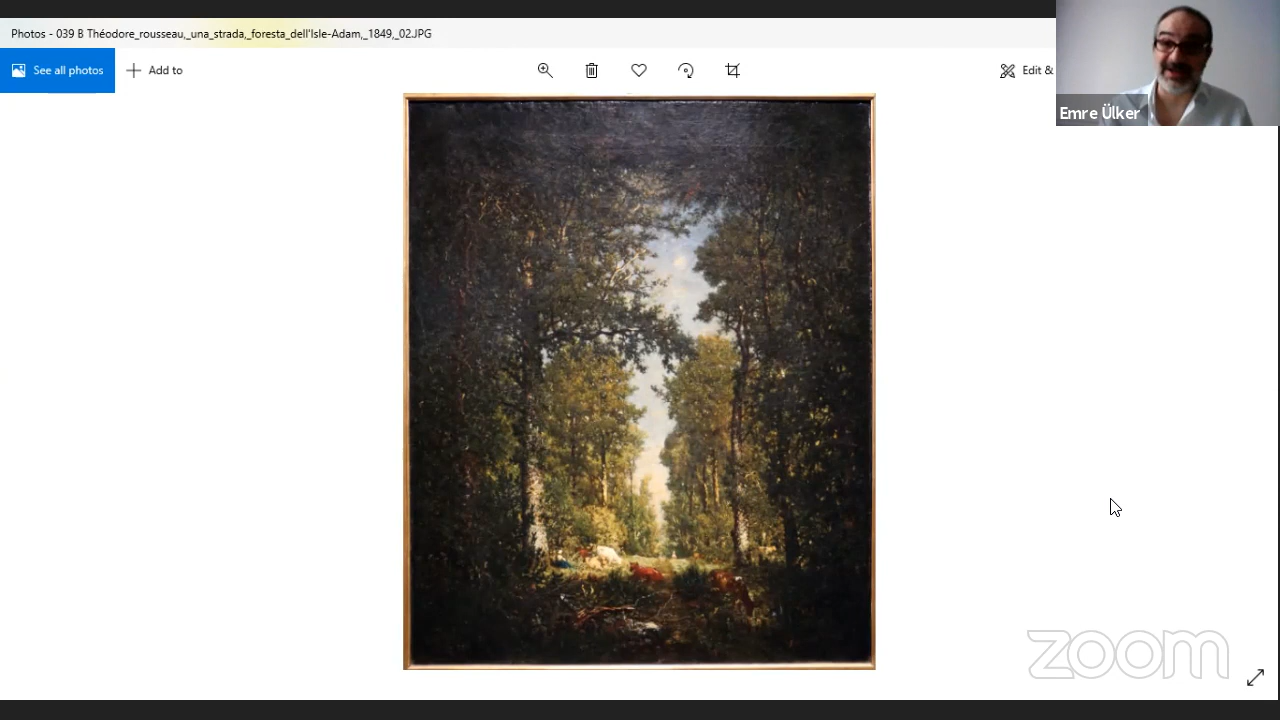 Photos - 039 B Théodore_rousseau,_una_strada,_foresta_dell'Isle-Adam,_1849,_02.JPG
See all photos
Add to
Edit &
Emre Ülker
zoom